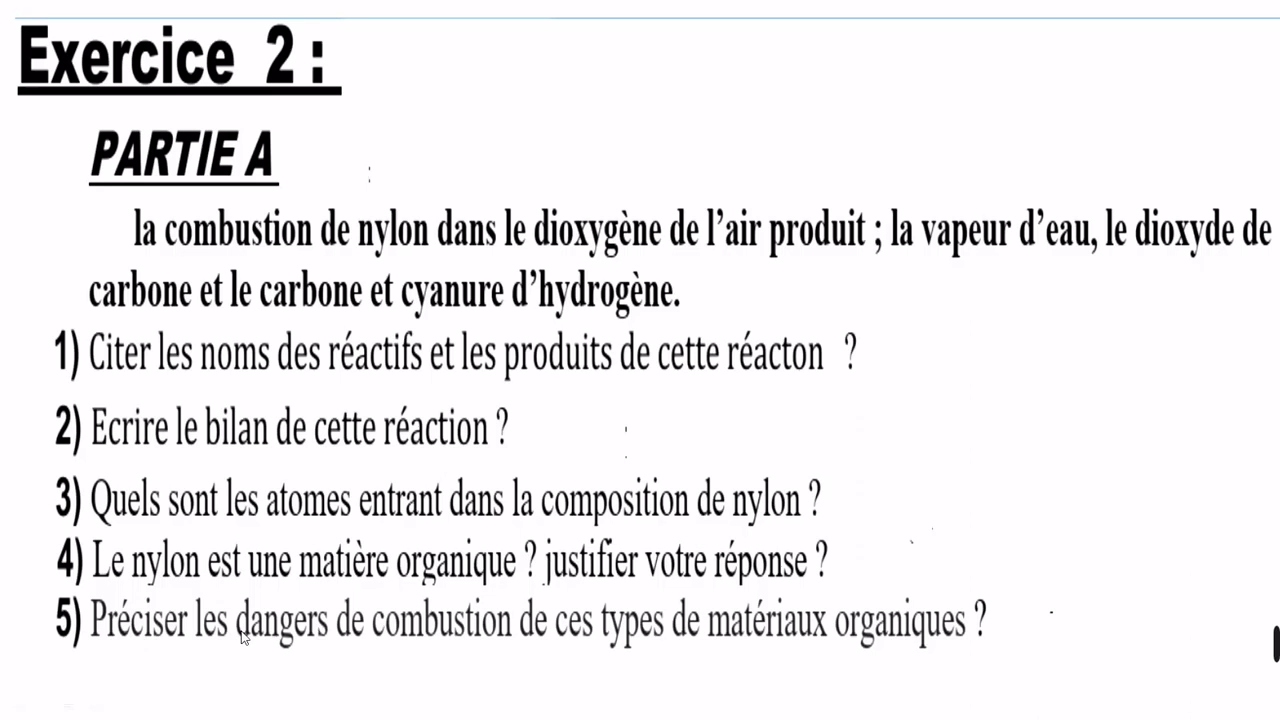 Exercice 2 :
PARTIE A
la combustion de nylon dans le dioxygène de l’air produit ; la vapeur d’eau, le dioxyde de
carbone et le carbone et cyanure d’hydrogène.
1) Citer les noms des réactifs et les produits de cette réacton ?
2) Ecrire le bilan de cette réaction ?
3) Quels sont les atomes entrant dans la composition de nylon ?
4) Le nylon est une matière organique ? justifier votre réponse ?
5) Préciser les dangers de combustion de ces types de matériaux organiques ?